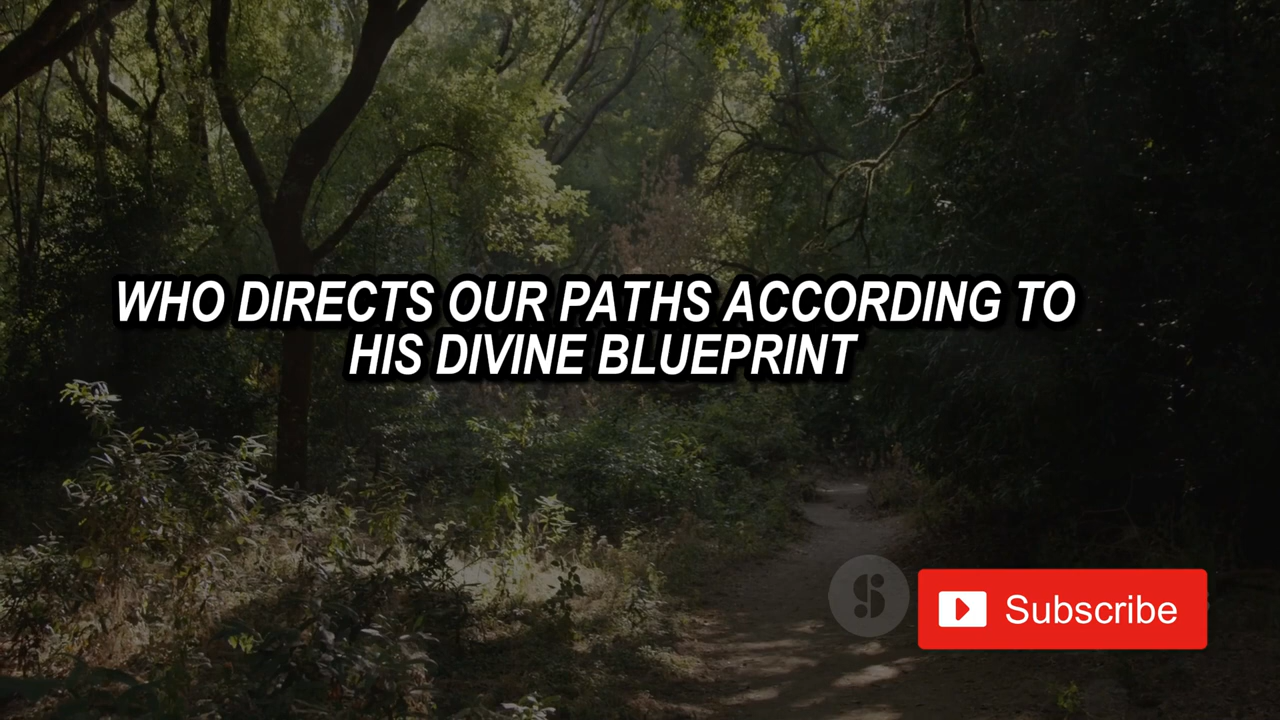 WHO DIRECTS OUR PATHS ACCORDING TO
HIS DIVINE BLUEPRINT
Subscribe